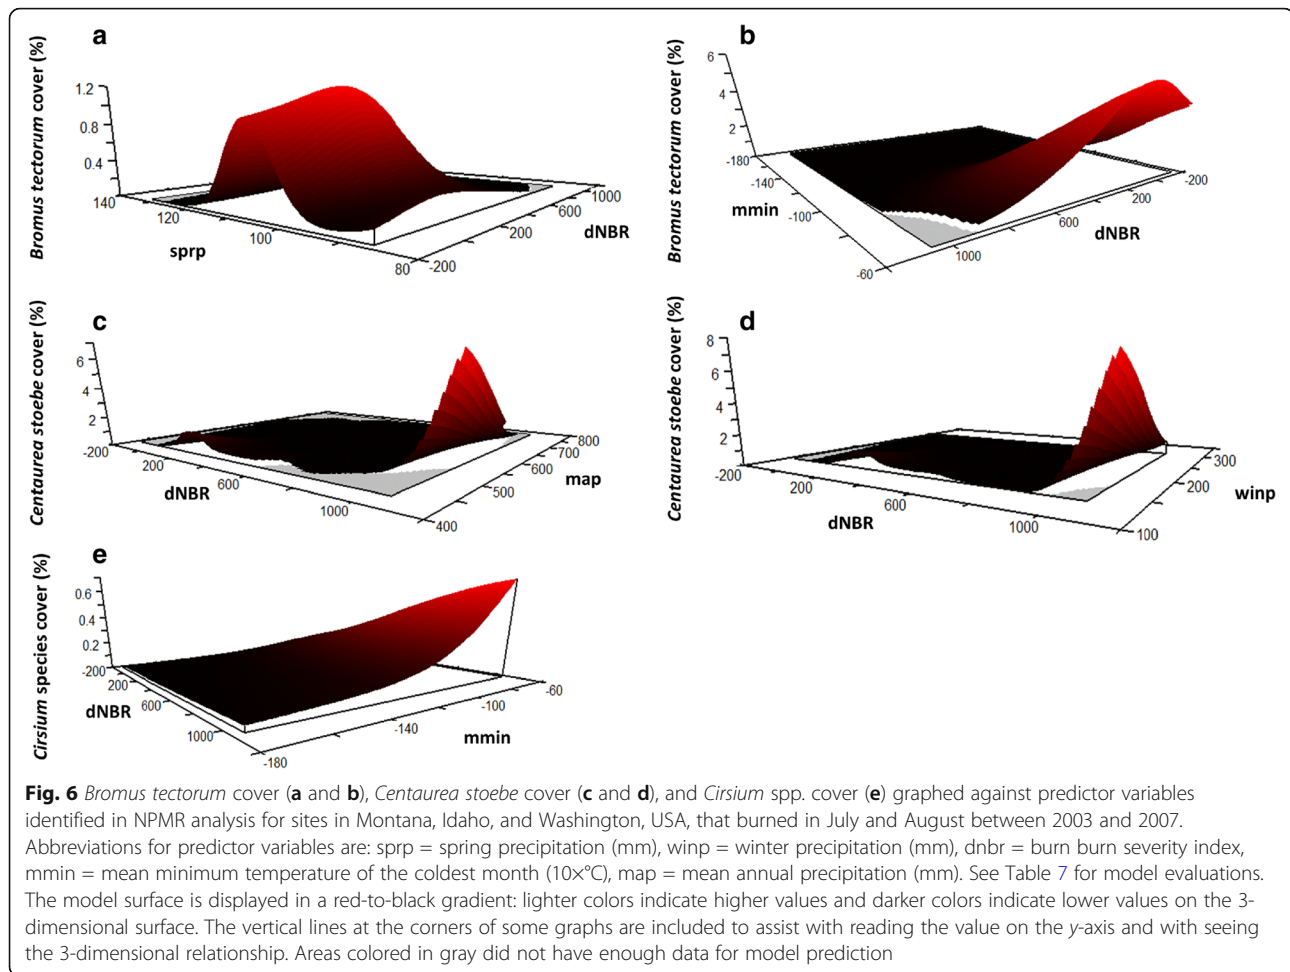 a
Bromus tectorum cover (%)
1.2
0.8
0.4
140
120
100
80
sprp
-200
200
600
1000
dNBR
b
Bromus tectorum cover (%)
6
4
2
-180
-140
-100
-60
mmin
1000
600
200
-200
dNBR
c
Centaurea stoebe cover (%)
6
4
2
-200
200
600
1000
dNBR
400
500
600
700
800
map
d
Centaurea stoebe cover (%)
8
6
4
2
-200
200
600
1000
dNBR
100
200
300
winp
e
Cirsium species cover (%)
0.6
0.4
0.2
-200
200
600
1000
dNBR
-180
-140
-100
-60
mmin
Fig. 6 Bromus tectorum cover (a and b), Centaurea stoebe cover (c and d), and Cirsium spp. cover (e) graphed against predictor variables
identified in NPMR analysis for sites in Montana, Idaho, and Washington, USA, that burned in July and August between 2003 and 2007.
Abbreviations for predictor variables are: sprp = spring precipitation (mm), winp = winter precipitation (mm), dnbr = burn burn severity index,
mmin = mean minimum temperature of the coldest month (10×°C), map = mean annual precipitation (mm). See Table 7 for model evaluations.
The model surface is displayed in a red-to-black gradient: lighter colors indicate higher values and darker colors indicate lower values on the 3-
dimensional surface. The vertical lines at the corners of some graphs are included to assist with reading the value on the y-axis and with seeing
the 3-dimensional relationship. Areas colored in gray did not have enough data for model prediction